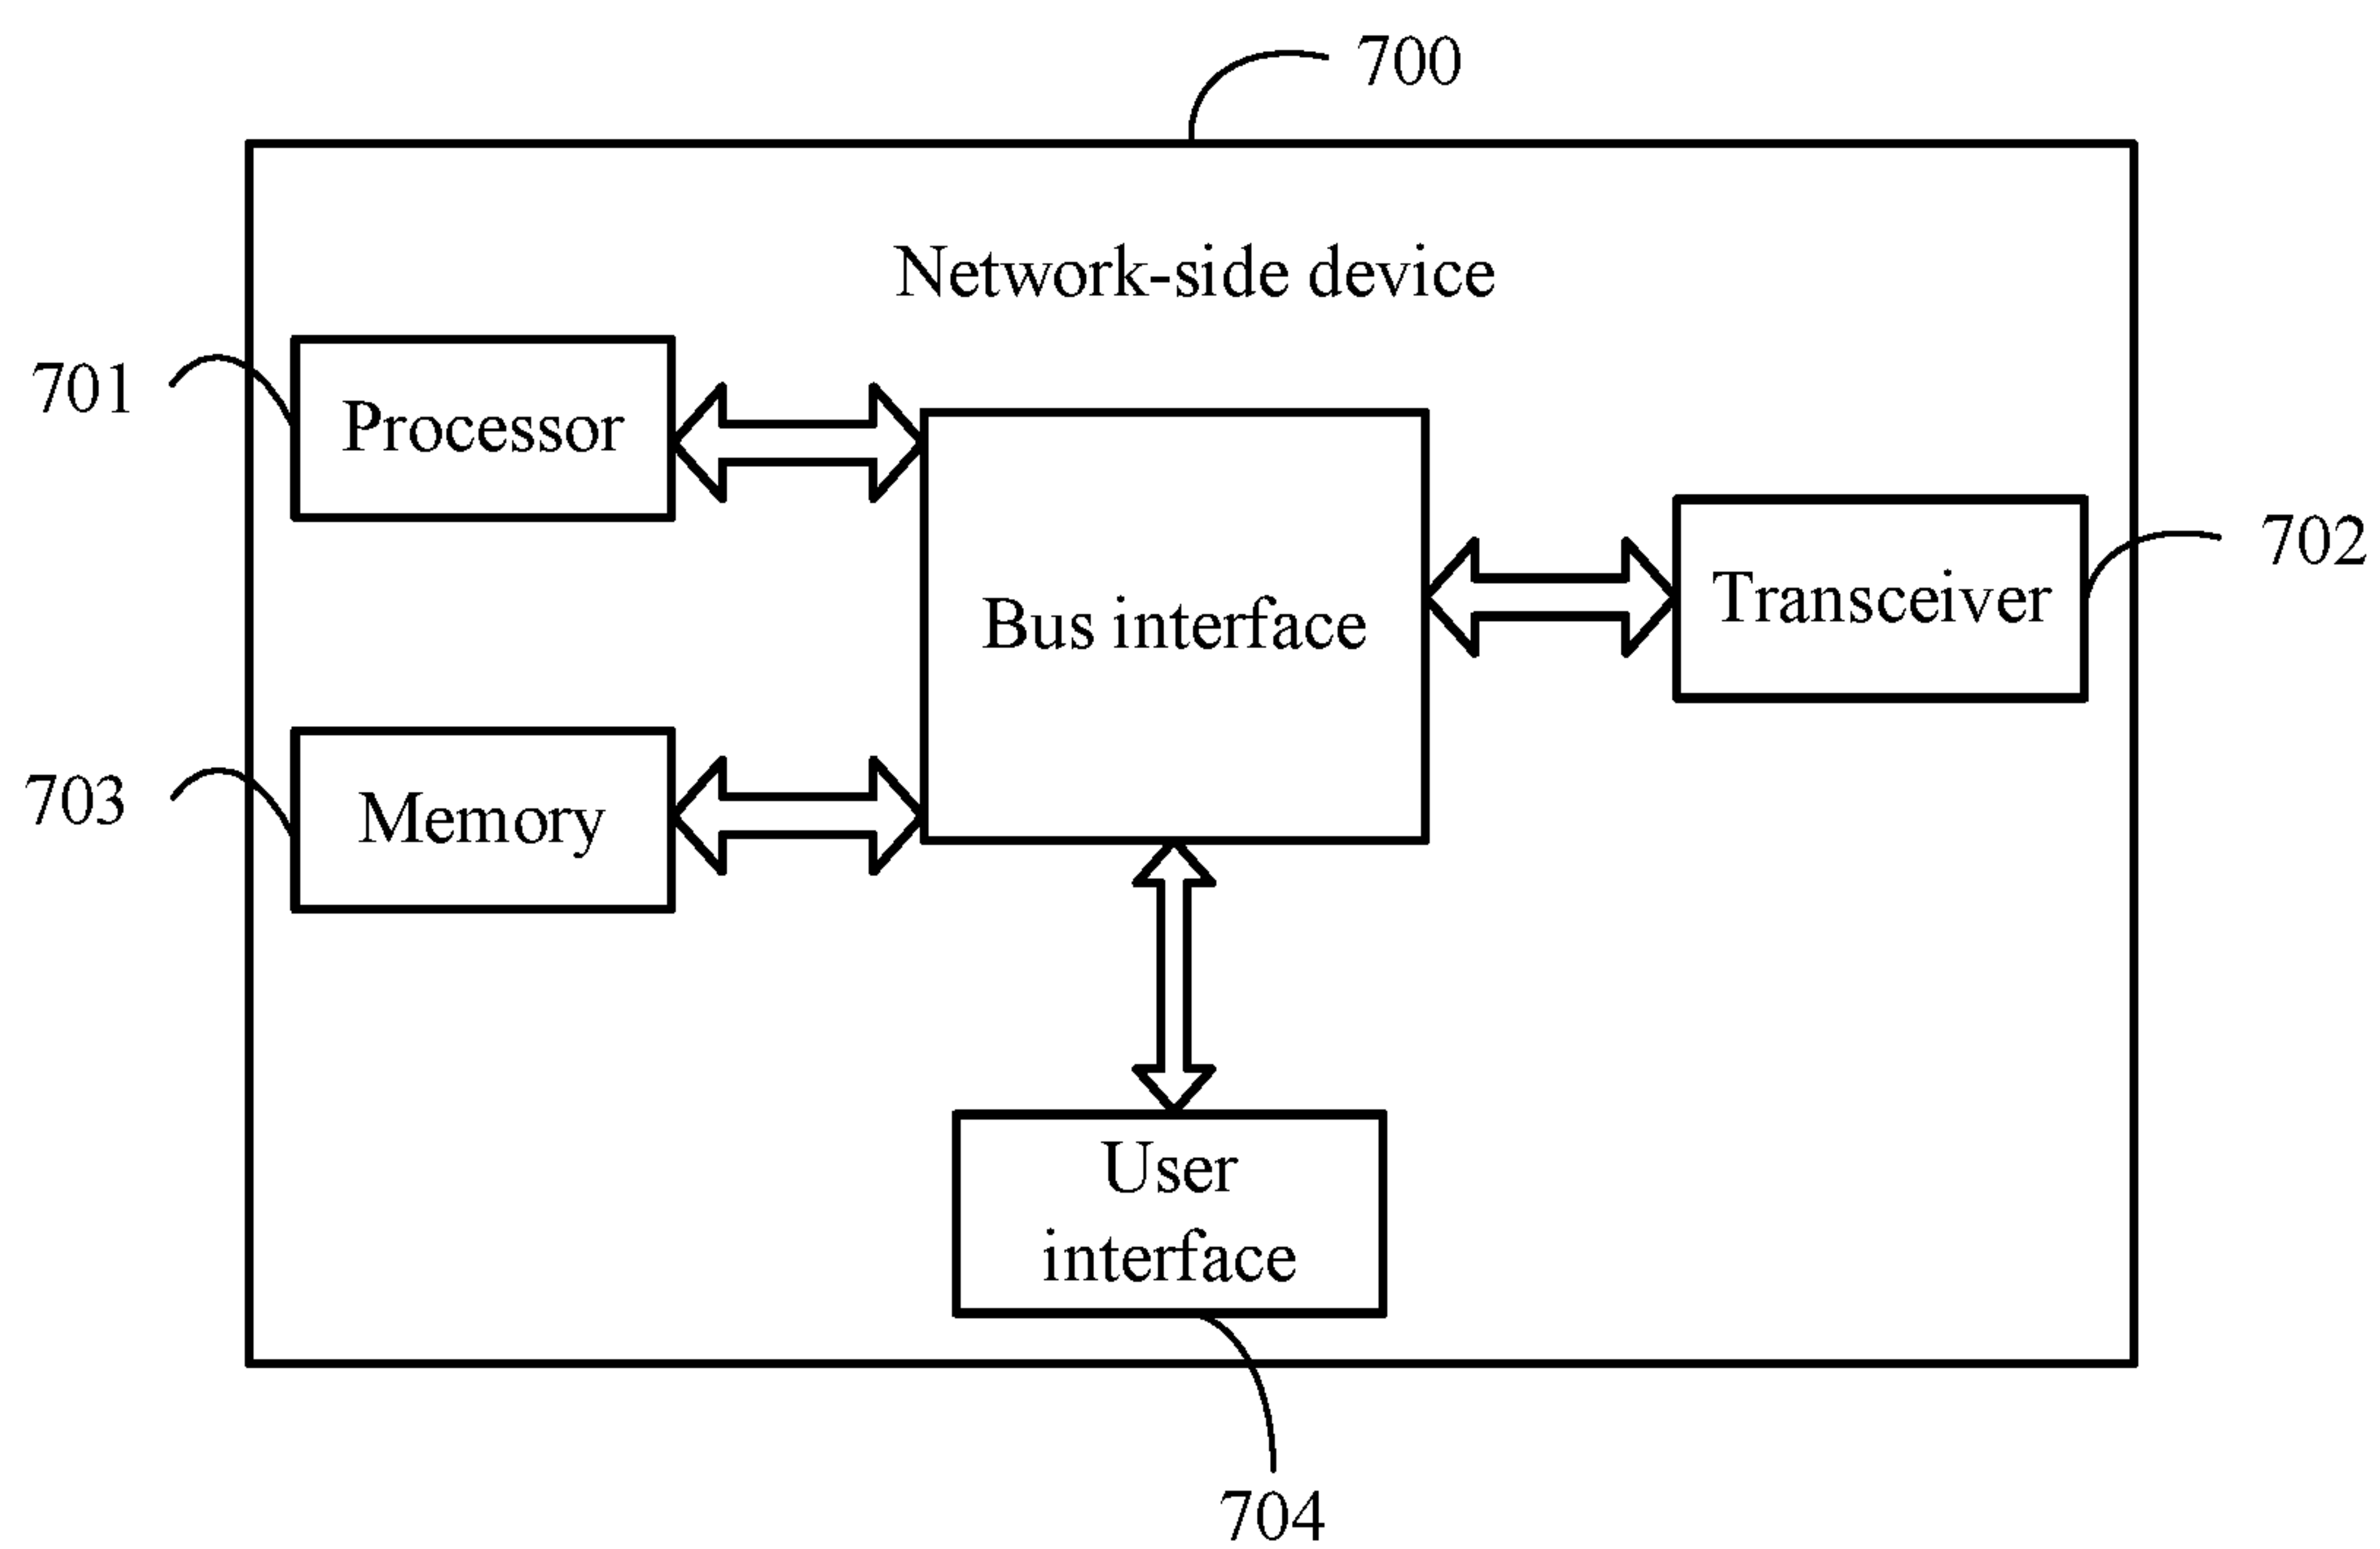 700
Network-side device
701
Processor
Bus interface
Transceiver
702
703
Memory
User
interface
704